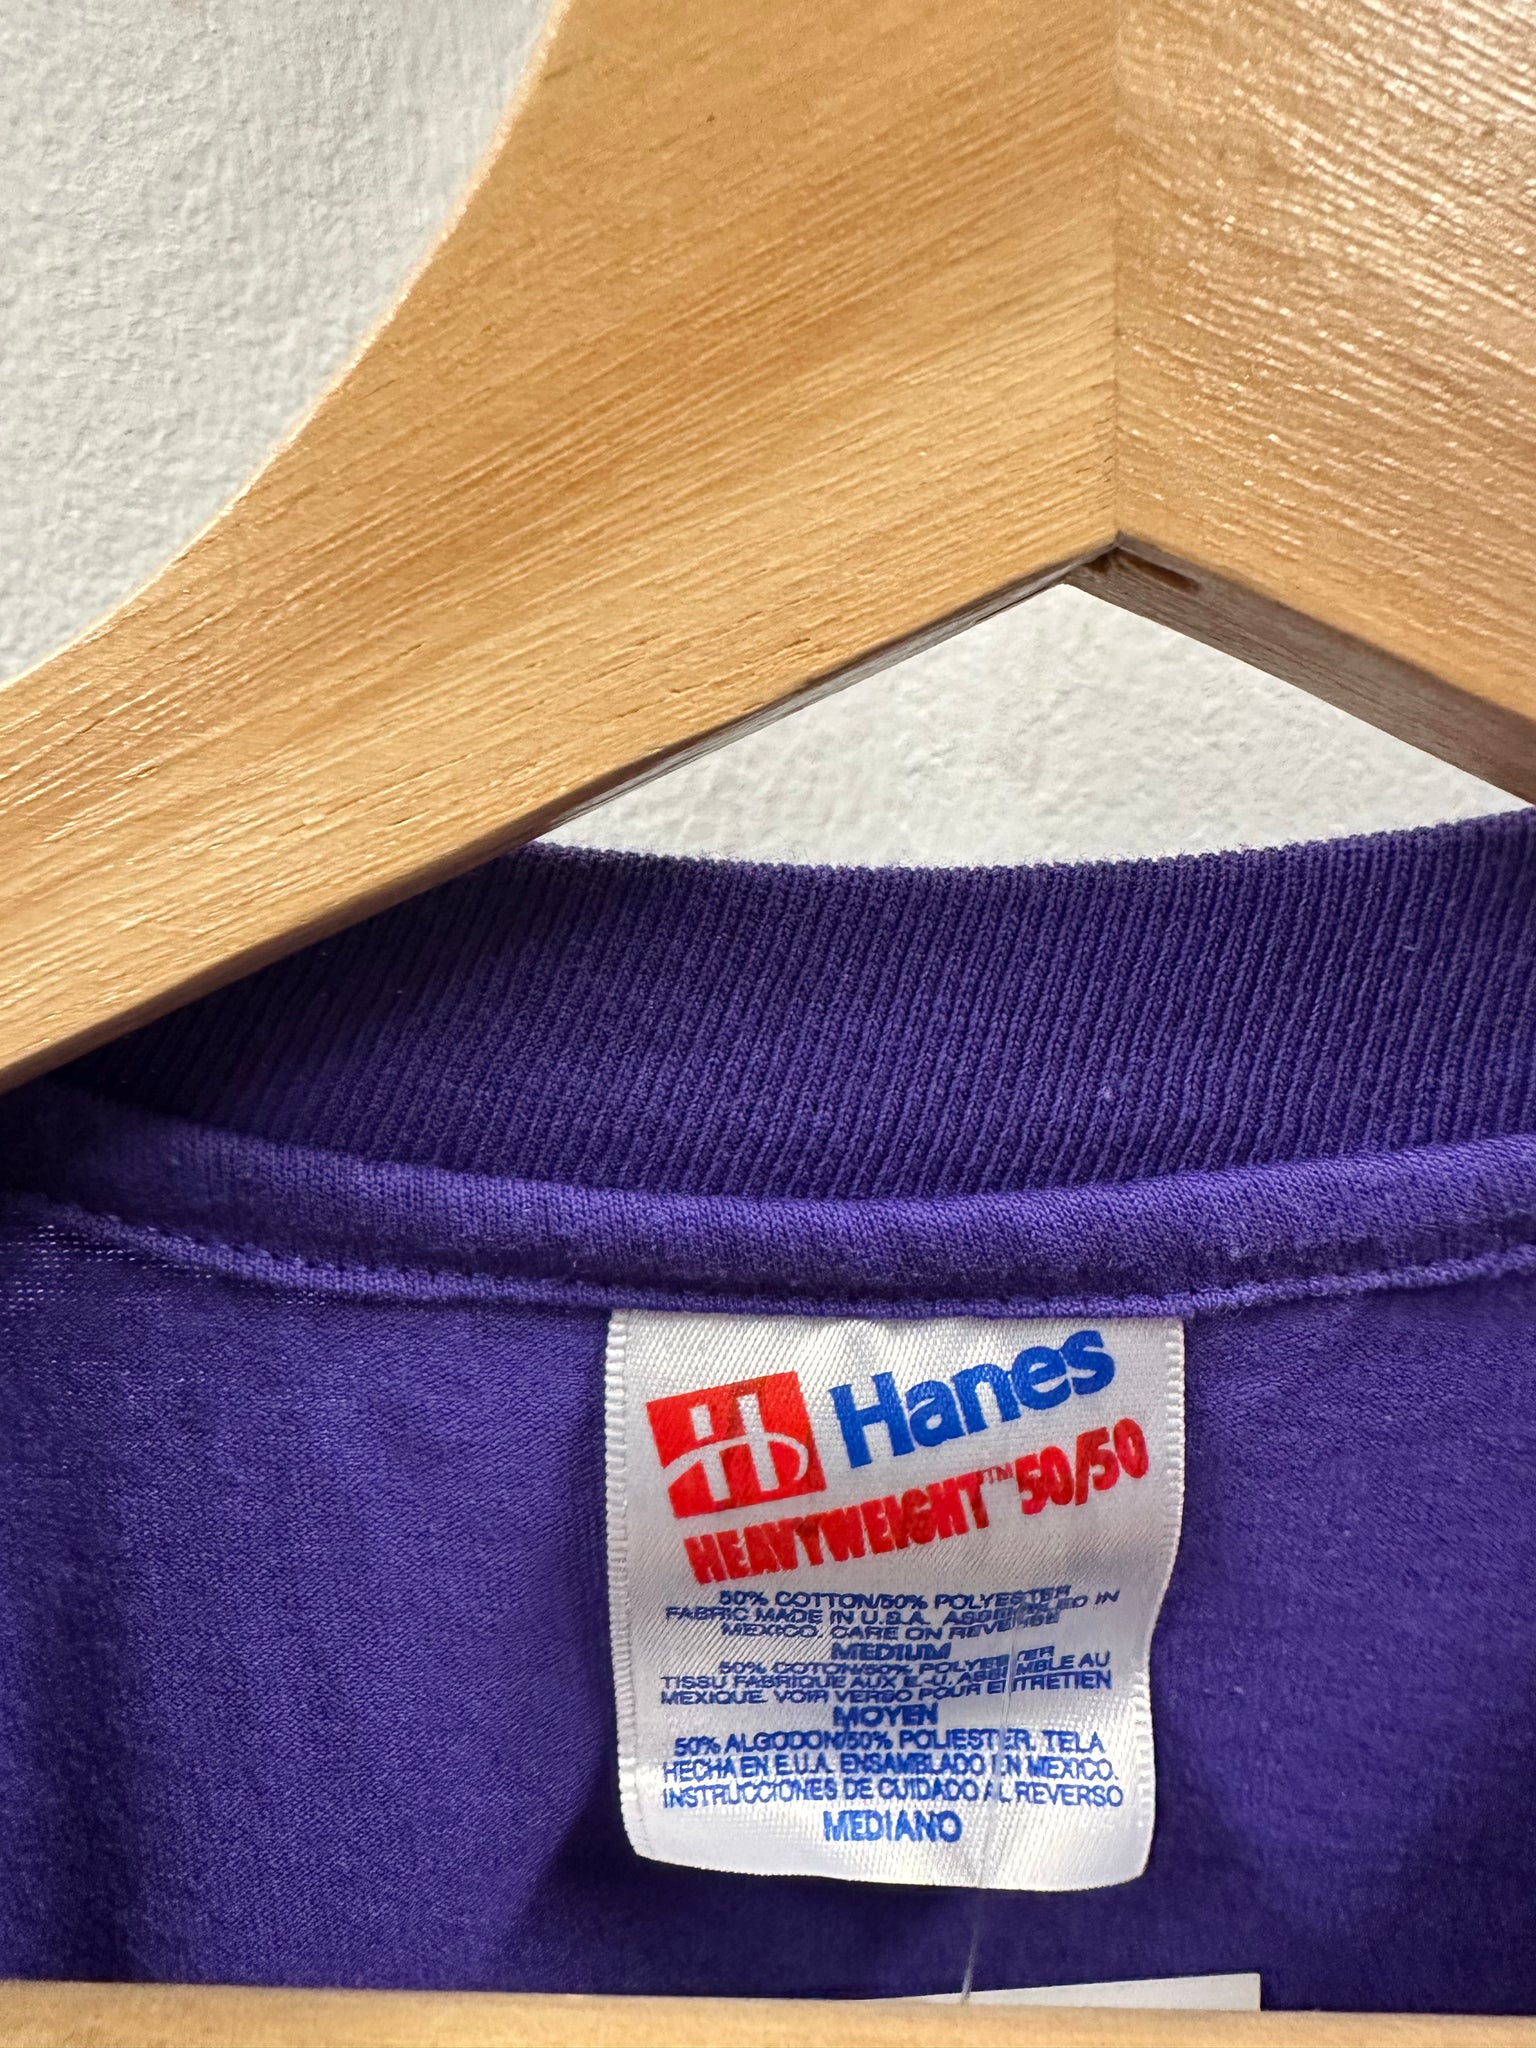 Hanes
HEAVYWEIGHT™ 50/50
50% COTTON/50% POLYESTER
FABRIC MADE IN U.S.A. ASSEMBLED IN
MEXICO. CARE ON REVERSE
MEDIUM
50% COTON/50% POLYESTER
TISSU FABRIQUE AUX E.-U. ASSEMBLE AU
MEXIQUE. VOIR VERSO POUR ENTRETIEN
MOYEN
50% ALGODON/50% POLIESTER. TELA
HECHA EN E.U.A. ENSAMBLADO EN MEXICO.
INSTRUCCIONES DE CUIDADO AL REVERSO
MEDIANO